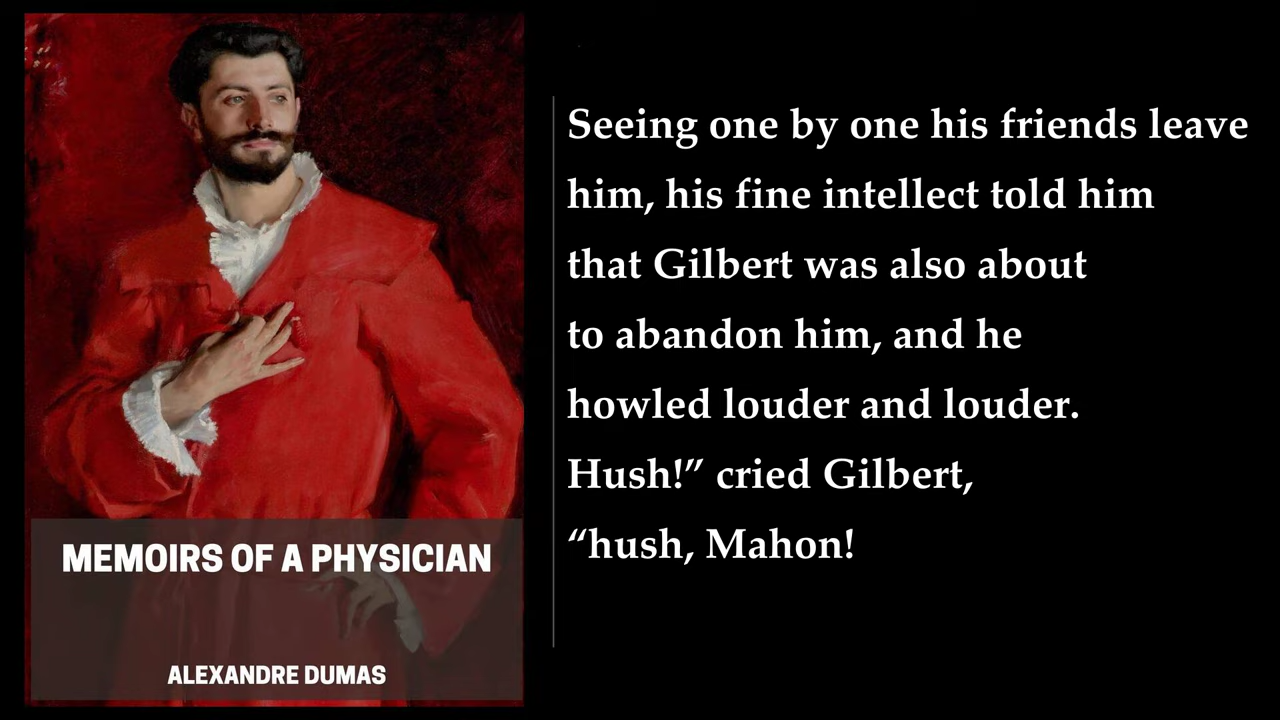 MEMOIRS OF A PHYSICIAN
ALEXANDRE DUMAS
Seeing one by one his friends leave
him, his fine intellect told him
that Gilbert was also about
to abandon him, and he
howled louder and louder.
Hush!” cried Gilbert,
“hush, Mahon!